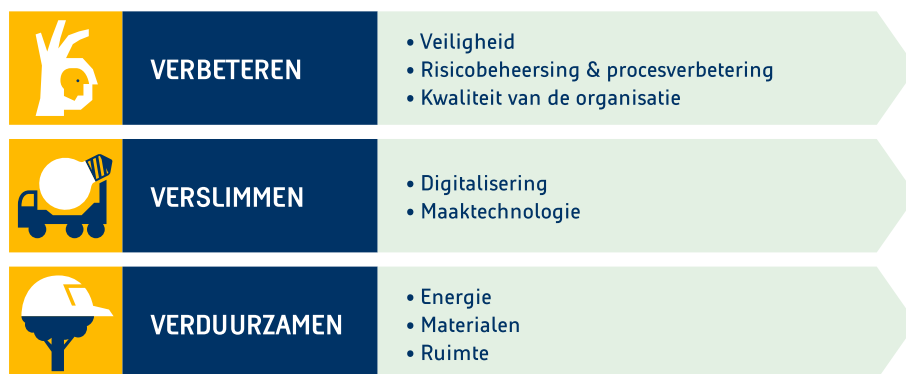 VERBETEREN
• Veiligheid
• Risicobeheersing & procesverbetering
• Kwaliteit van de organisatie
VERSLIMMEN
• Digitalisering
• Maaktechnologie
VERDUURZAMEN
• Energie
• Materialen
• Ruimte